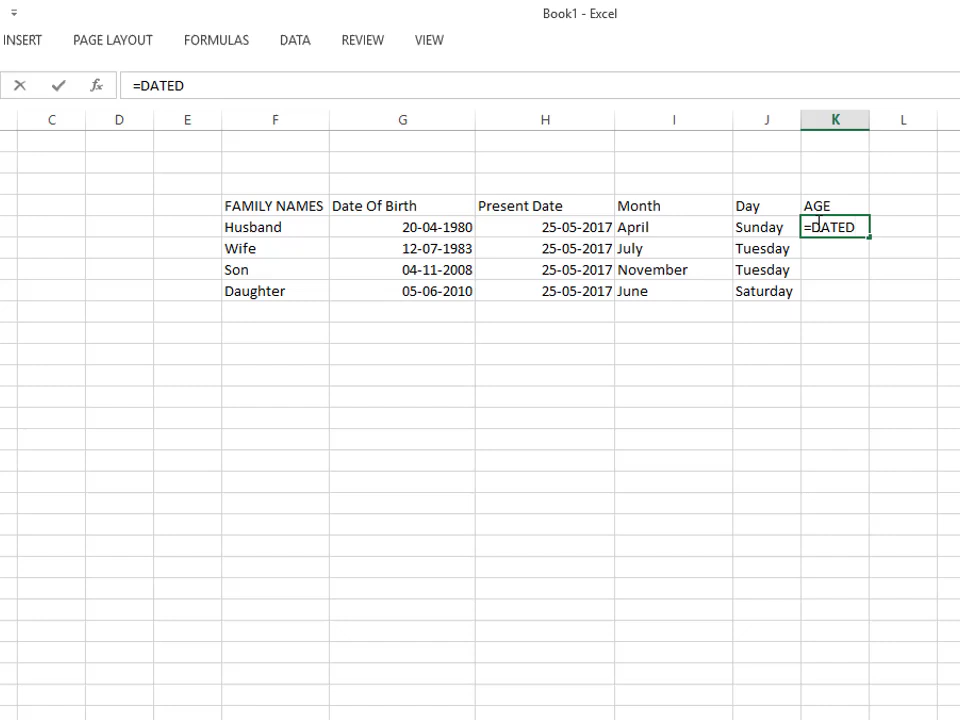 Book1 - Excel
INSERT PAGE LAYOUT FORMULAS DATA REVIEW VIEW
fx =DATED
C D E F G H I J K L
FAMILY NAMES Date Of Birth Present Date Month Day AGE
Husband 20-04-1980 25-05-2017 April Sunday =DATED
Wife 12-07-1983 25-05-2017 July Tuesday
Son 04-11-2008 25-05-2017 November Tuesday
Daughter 05-06-2010 25-05-2017 June Saturday